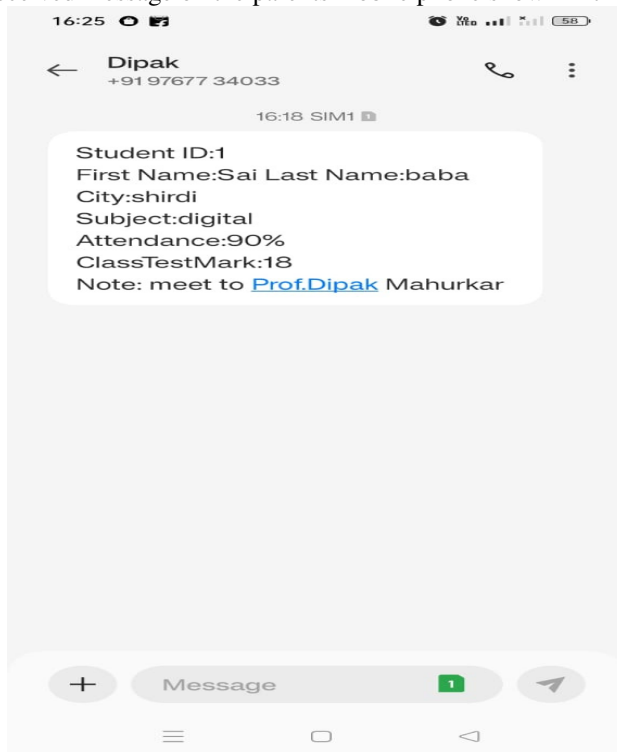 16:25
58
Dipak
+91 97677 34033
16:18 SIM1
Student ID:1
First Name:Sai Last Name:baba
City:shirdi
Subject:digital
Attendance:90%
ClassTestMark:18
Note: meet to Prof.Dipak Mahurkar
Message
1